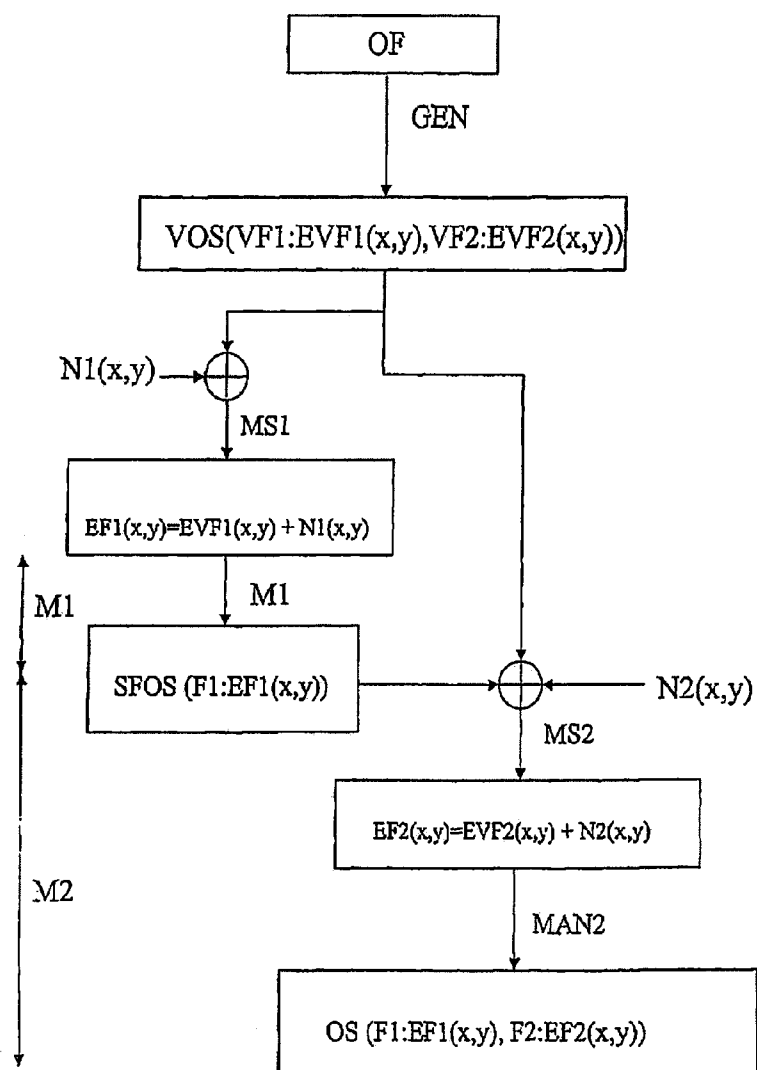 OF
GEN
VOS(VF1:EVF1(x,y),VF2:EVF2(x,y))
N1(x,y)
MS1
EF1(x,y)=EVF1(x,y) + N1(x,y)
M1
M1
SFOS (F1:EF1(x,y))
N2(x,y)
MS2
EF2(x,y)=EVF2(x,y) + N2(x,y)
M2
MAN2
OS (F1:EF1(x,y), F2:EF2(x,y))